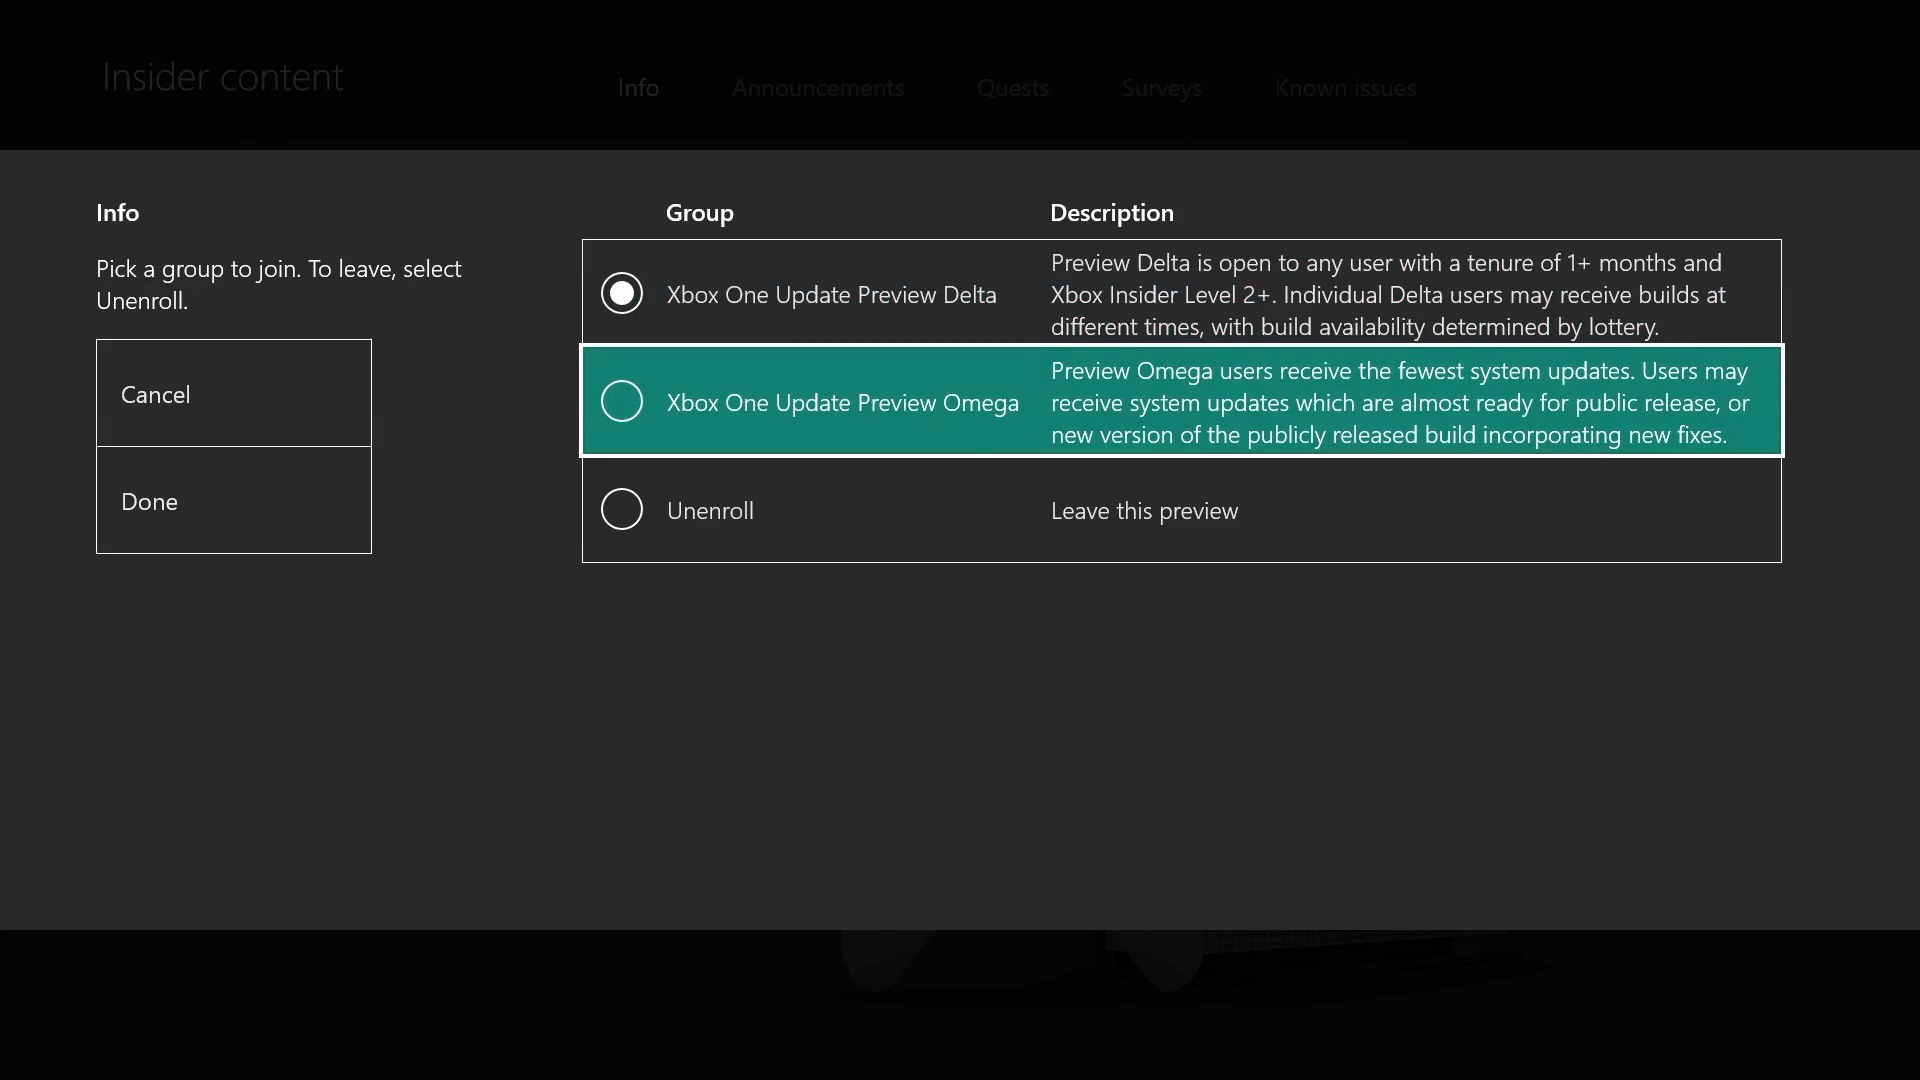 Insider content
Info
Announcements
Quests
Surveys
Known issues
Info
Pick a group to join. To leave, select
Unenroll.
Cancel
Done
Group
Description
Xbox One Update Preview Delta
Preview Delta is open to any user with a tenure of 1+ months and
Xbox Insider Level 2+. Individual Delta users may receive builds at
different times, with build availability determined by lottery.
Xbox One Update Preview Omega
Preview Omega users receive the fewest system updates. Users may
receive system updates which are almost ready for public release, or
new version of the publicly released build incorporating new fixes.
Unenroll
Leave this preview